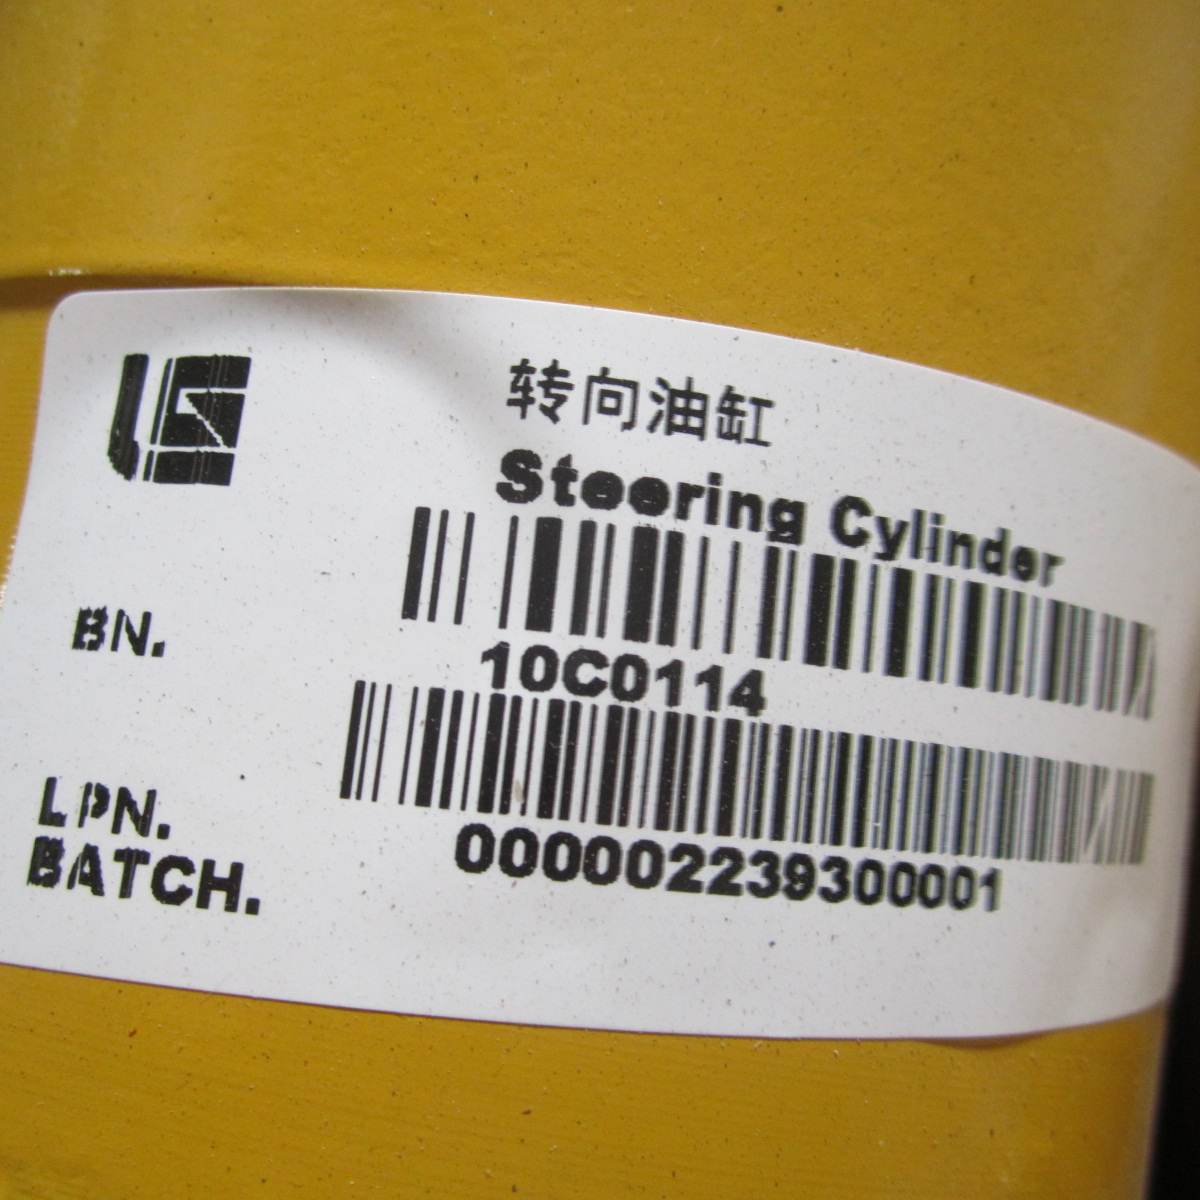 转向油缸
Steering Cylinder
BN.
10C0114
LPN.
000002239300001
BATCH.